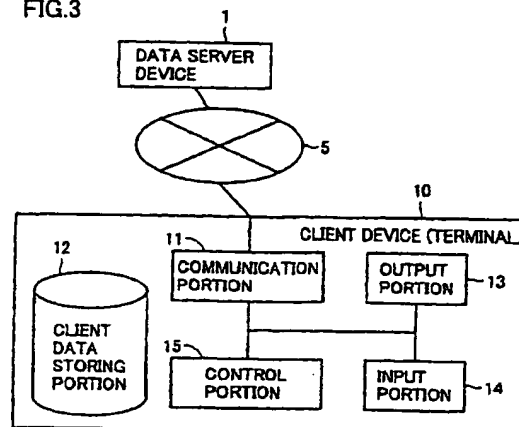 FIG.3
1
DATA SERVER
DEVICE
5
10
CLIENT DEVICE (TERMINAL
11
COMMUNICATION
PORTION
12
CLIENT
DATA
STORING
PORTION
OUTPUT
PORTION
13
15
CONTROL
PORTION
INPUT
PORTION
14